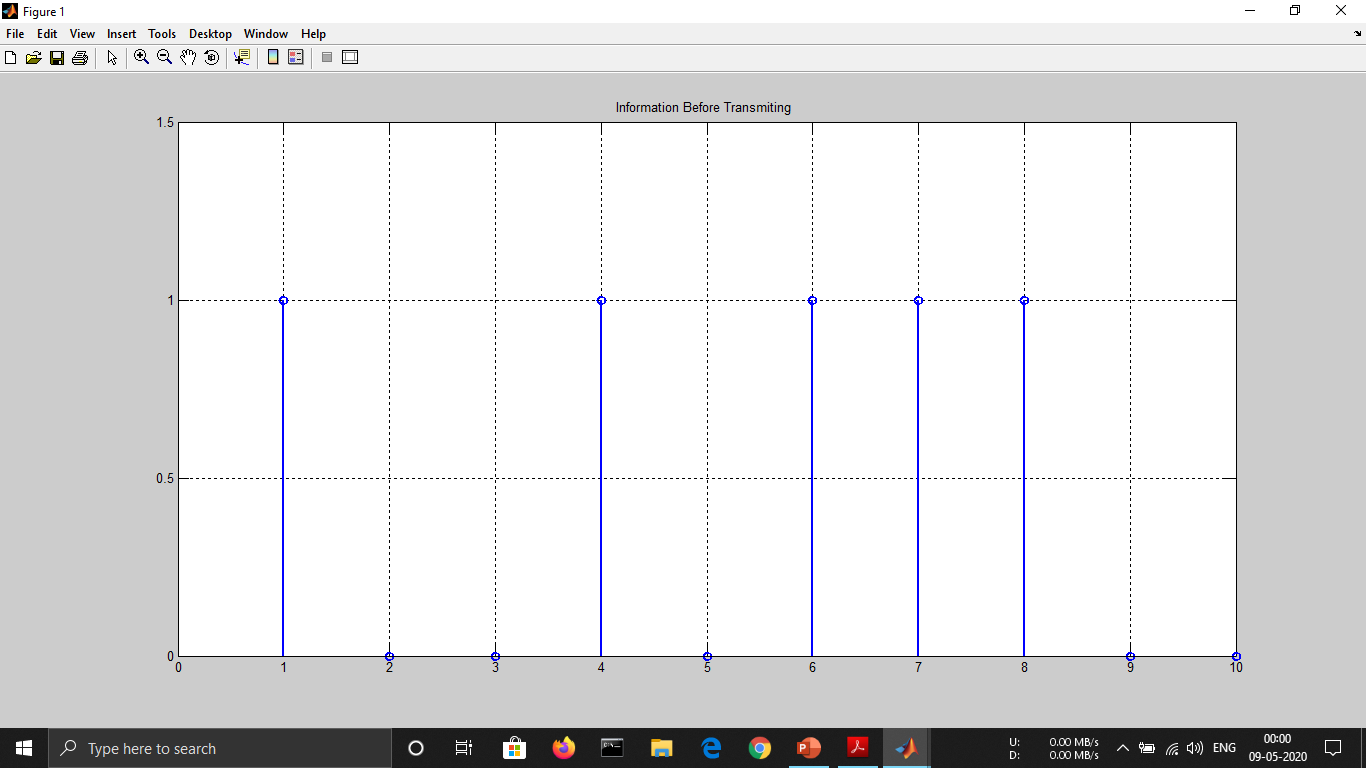 Figure 1
File Edit View Insert Tools Desktop Window Help
Information Before Transmiting
1.5
1
0.5
0
0 1 2 3 4 5 6 7 8 9 10
Type here to search
U: 0.00 MB/s
D: 0.00 MB/s
ENG
00:00
09-05-2020